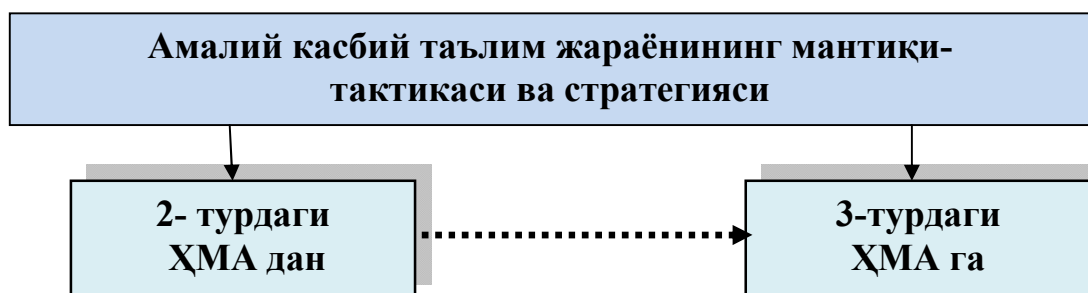 Амалий касбий таълим жараёнининг мантиқи-
тактикаси ва стратегияси
2- турдаги
ҲМА дан
3-турдаги
ҲМА га